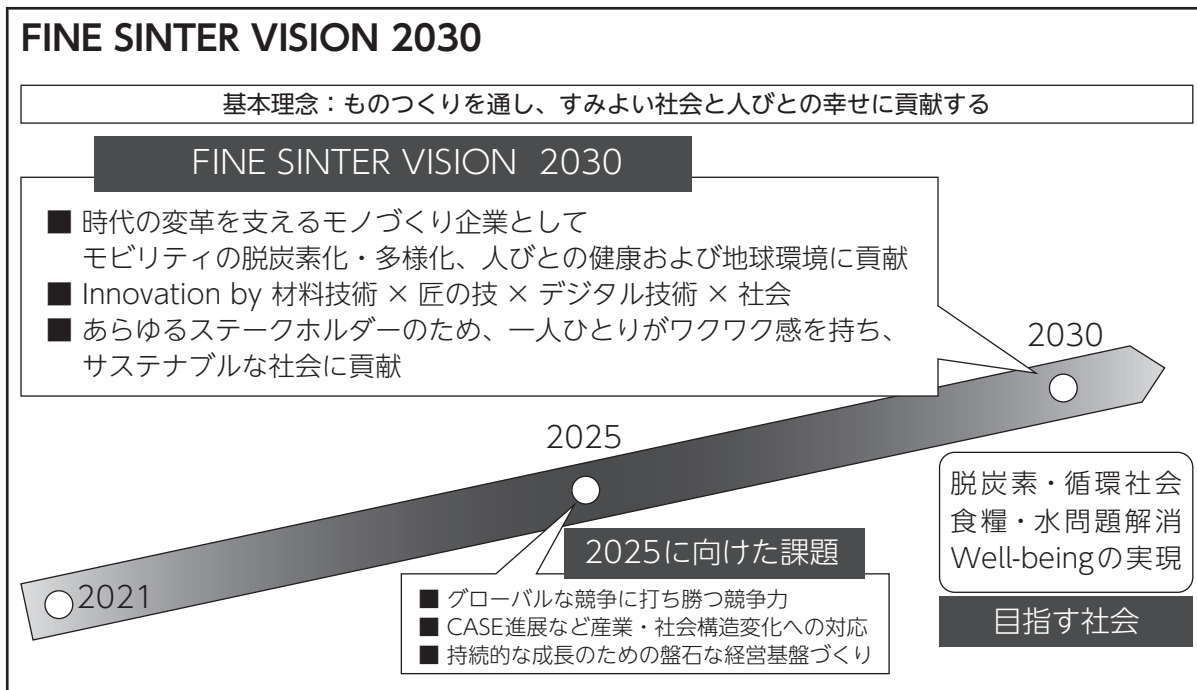 FINE SINTER VISION 2030
基本理念：ものつくりを通し、すみよい社会と人びとの幸せに貢献する
FINE SINTER VISION 2030
■ 時代の変革を支えるモノづくり企業として
モビリティの脱炭素化・多様化、人びとの健康および地球環境に貢献
■ Innovation by 材料技術 × 匠の技 × デジタル技術 × 社会
■ あらゆるステークホルダーのため、一人ひとりがワクワク感を持ち、
サステナブルな社会に貢献
2030
2025
2021
2025に向けた課題
■ グローバルな競争に打ち勝つ競争力
■ CASE進展など産業・社会構造変化への対応
■ 持続的な成長のための盤石な経営基盤づくり
脱炭素・循環社会
食糧・水問題解消
Well-beingの実現
目指す社会